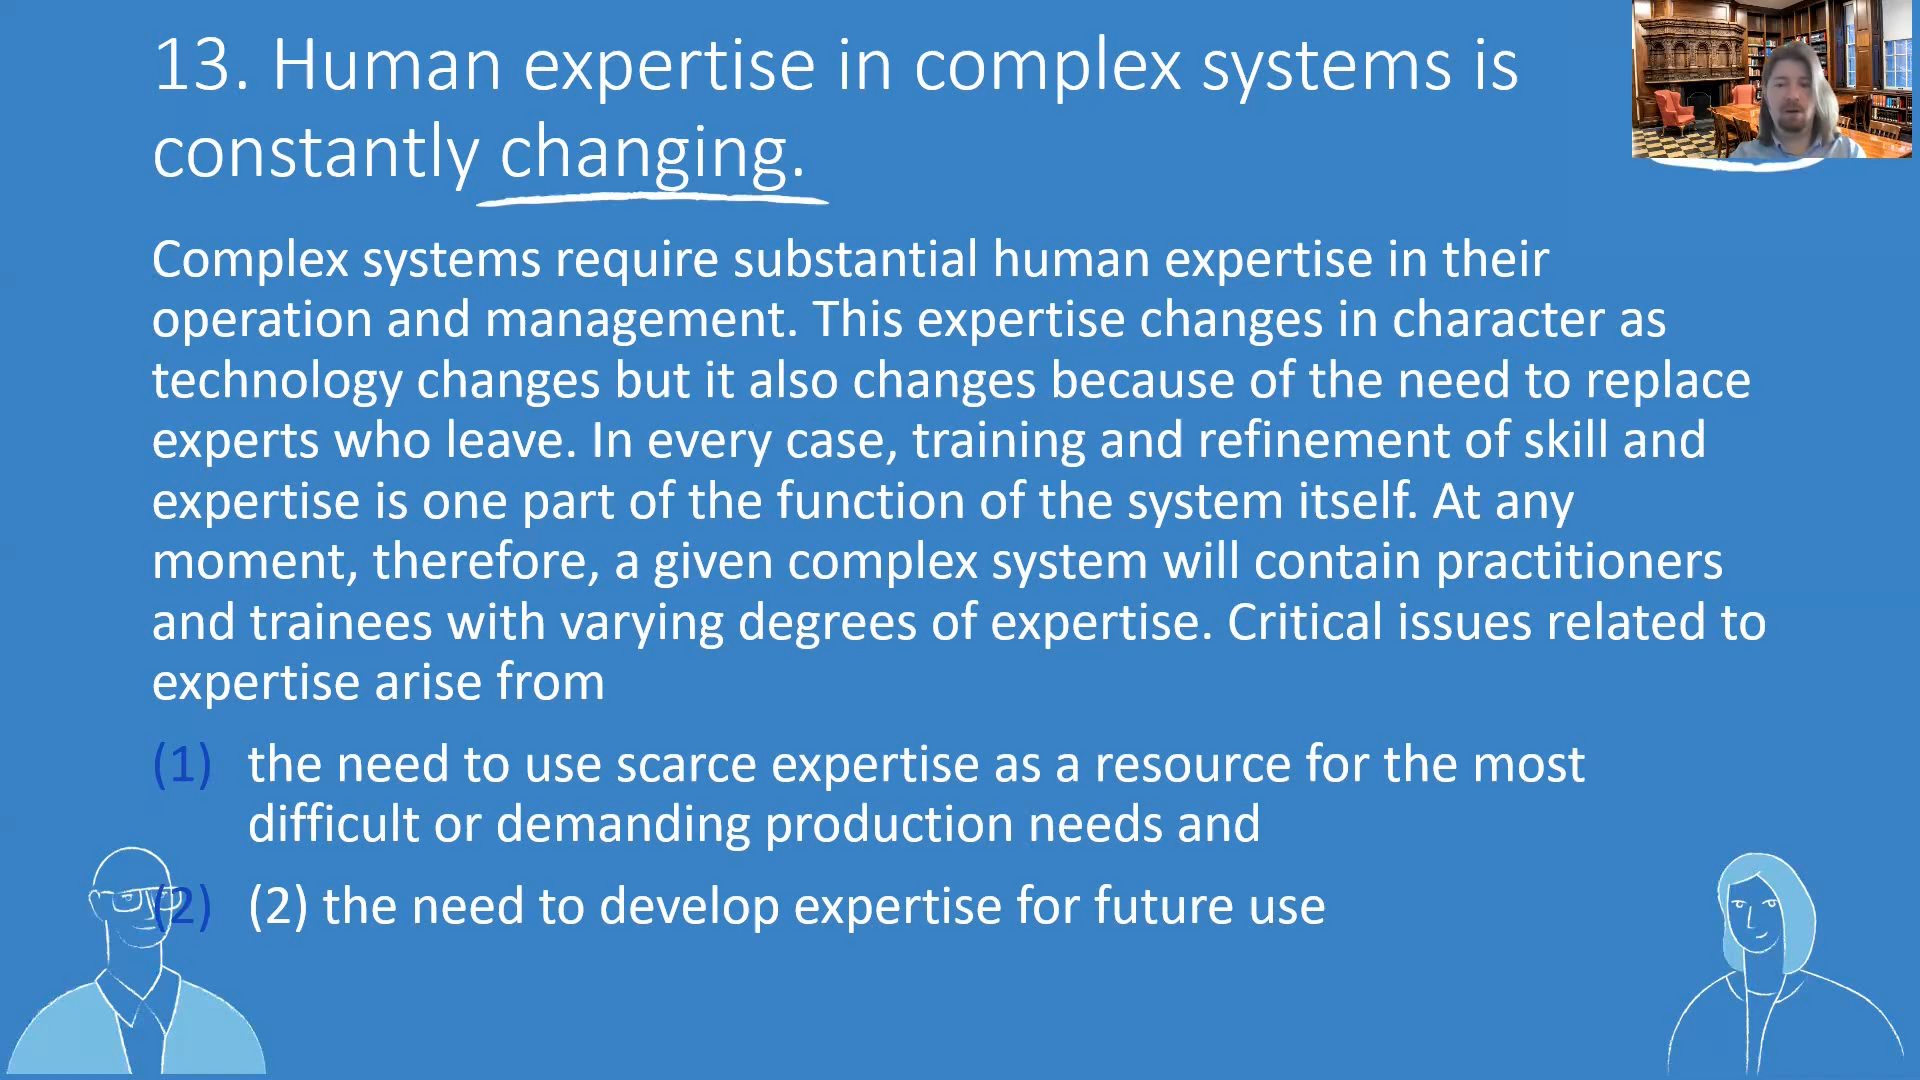 13. Human expertise in complex systems is
constantly changing.
Complex systems require substantial human expertise in their
operation and management. This expertise changes in character as
technology changes but it also changes because of the need to replace
experts who leave. In every case, training and refinement of skill and
expertise is one part of the function of the system itself. At any
moment, therefore, a given complex system will contain practitioners
and trainees with varying degrees of expertise. Critical issues related to
expertise arise from
(1) the need to use scarce expertise as a resource for the most
difficult or demanding production needs and
(2) (2) the need to develop expertise for future use